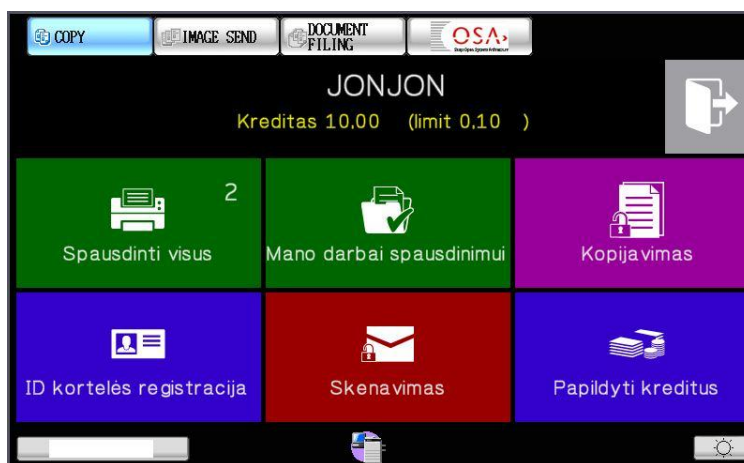 COPY
IMAGE SEND
DOCUMENT
FILING
OSA
JONJON
Kreditas 10,00 (limit 0,10 )
2
Spausdinti visus
Mano darbai spausdinimui
Kopijavimas
ID kortelės registracija
Skenavimas
Papildyti kreditus